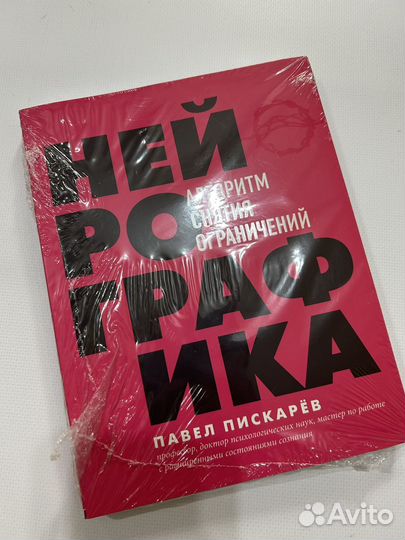 НЕЙ
РО
ГРАФ
ИКА
АЛГОРИТМ
СНЯТИЯ
ОГРАНИЧЕНИЙ
ПАВЕЛ ПИСКАРЁВ
профессор, доктор психологических наук, мастер по работе
с расширенными состояниями сознания
Avito